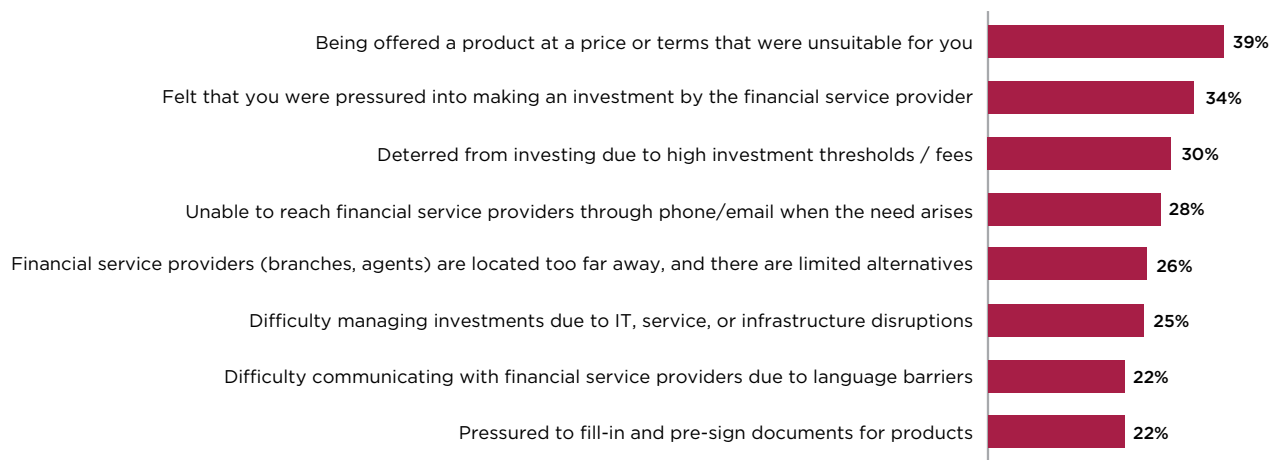 Being offered a product at a price or terms that were unsuitable for you 39%
Felt that you were pressured into making an investment by the financial service provider 34%
Deterred from investing due to high investment thresholds / fees 30%
Unable to reach financial service providers through phone/email when the need arises 28%
Financial service providers (branches, agents) are located too far away, and there are limited alternatives 26%
Difficulty managing investments due to IT, service, or infrastructure disruptions 25%
Difficulty communicating with financial service providers due to language barriers 22%
Pressured to fill-in and pre-sign documents for products 22%